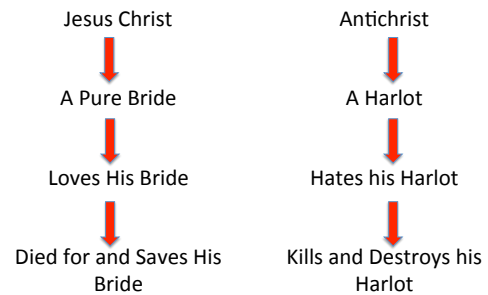 Jesus Christ
A Pure Bride
Loves His Bride
Died for and Saves His
Bride
Antichrist
A Harlot
Hates his Harlot
Kills and Destroys his
Harlot